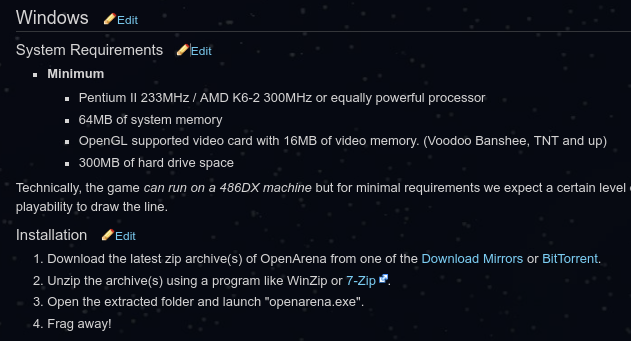 Windows Edit
System Requirements Edit
Minimum
Pentium II 233MHz / AMD K6-2 300MHz or equally powerful processor
64MB of system memory
OpenGL supported video card with 16MB of video memory. (Voodoo Banshee, TNT and up)
300MB of hard drive space
Technically, the game can run on a 486DX machine but for minimal requirements we expect a certain level
playability to draw the line.
Installation Edit
1. Download the latest zip archive(s) of OpenArena from one of the Download Mirrors or BitTorrent.
2. Unzip the archive(s) using a program like WinZip or 7-Zip.
3. Open the extracted folder and launch "openarena.exe".
4. Frag away!